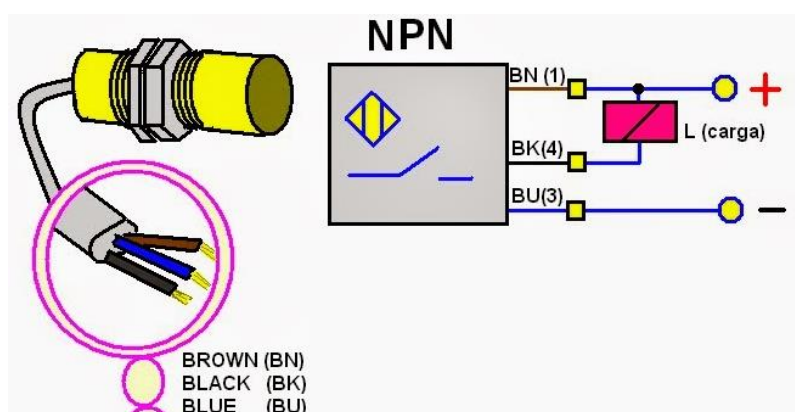 NPN
BN (1)
+
L (carga)
BK(4)
BU(3)
−
BROWN (BN)
BLACK (BK)
BLUE (BU)